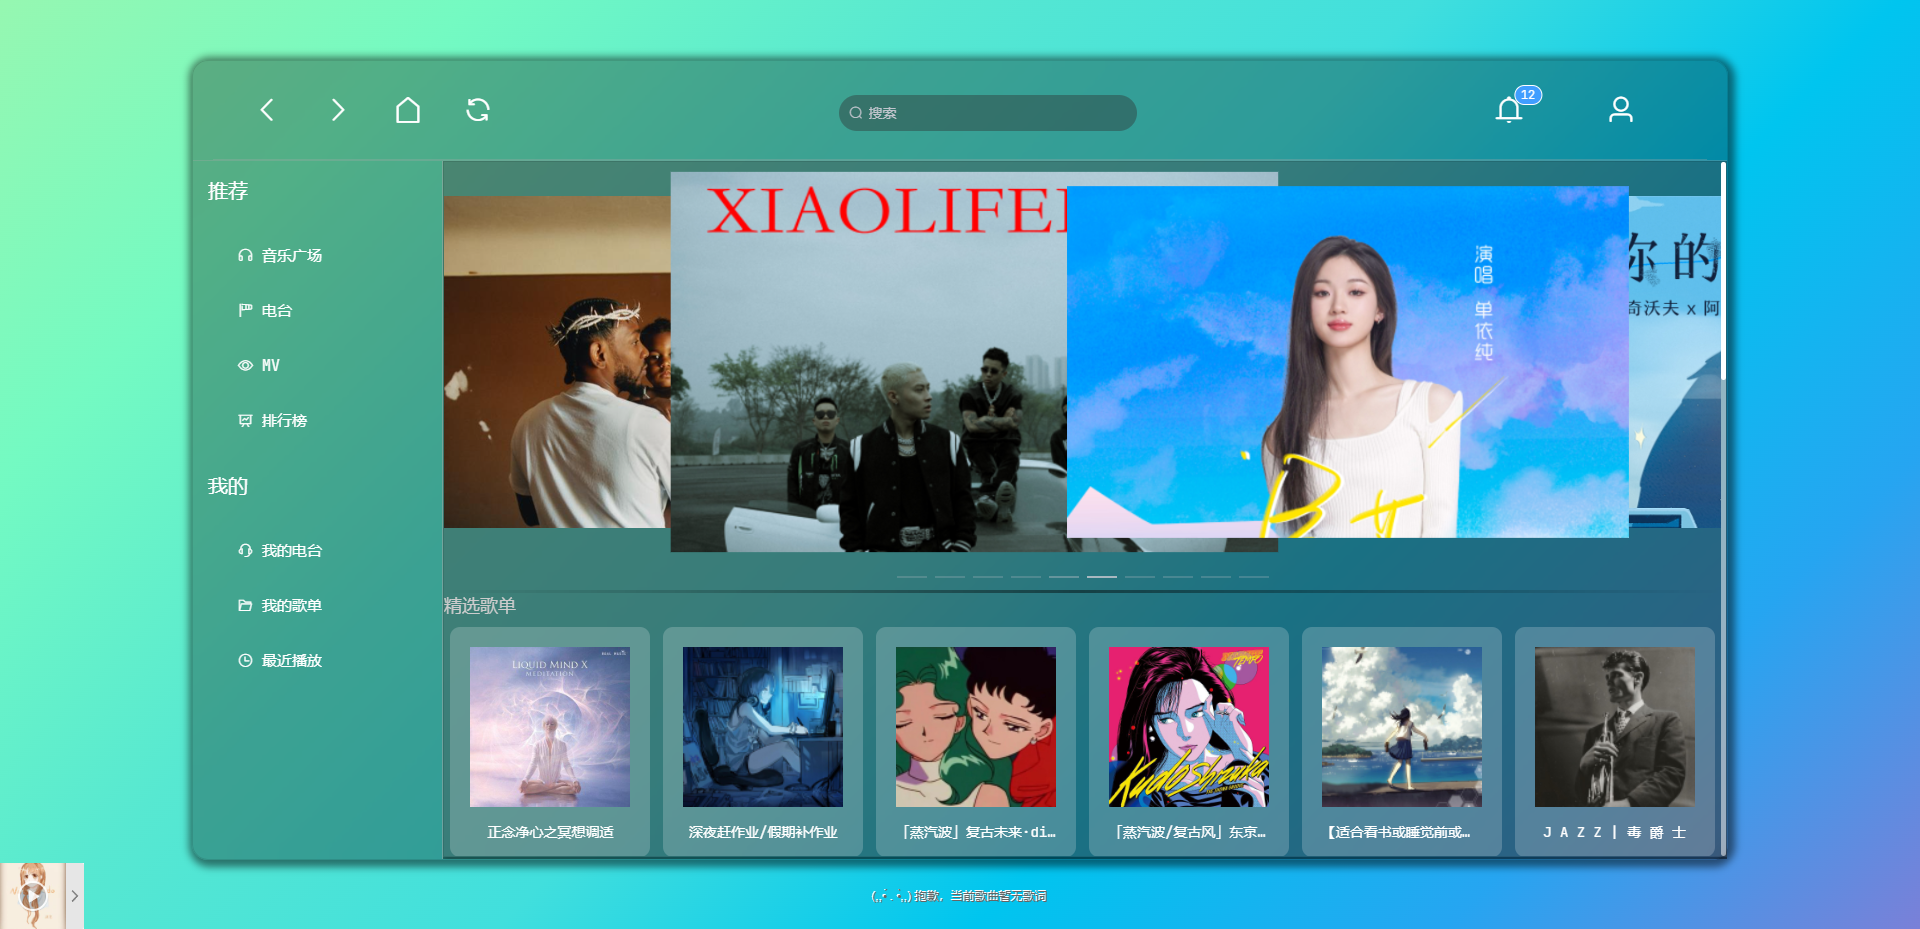 搜索
12
推荐
音乐广场
电台
MV
排行榜
我的
我的电台
我的歌单
最近播放
XIAOLIFE
演唱 单依纯
你的
奇沃夫 x 阿
精选歌单
LIQUID MIND X
MEDITATION
Kudo Shizuka
正念净心之冥想调适
深夜赶作业/假期补作业
「蒸汽波」复古未来·di…
「蒸汽波/复古风」东京…
【适合看书或睡觉前或…
J A Z Z | 毒 爵 士
抱歉，当前歌曲暂无歌词